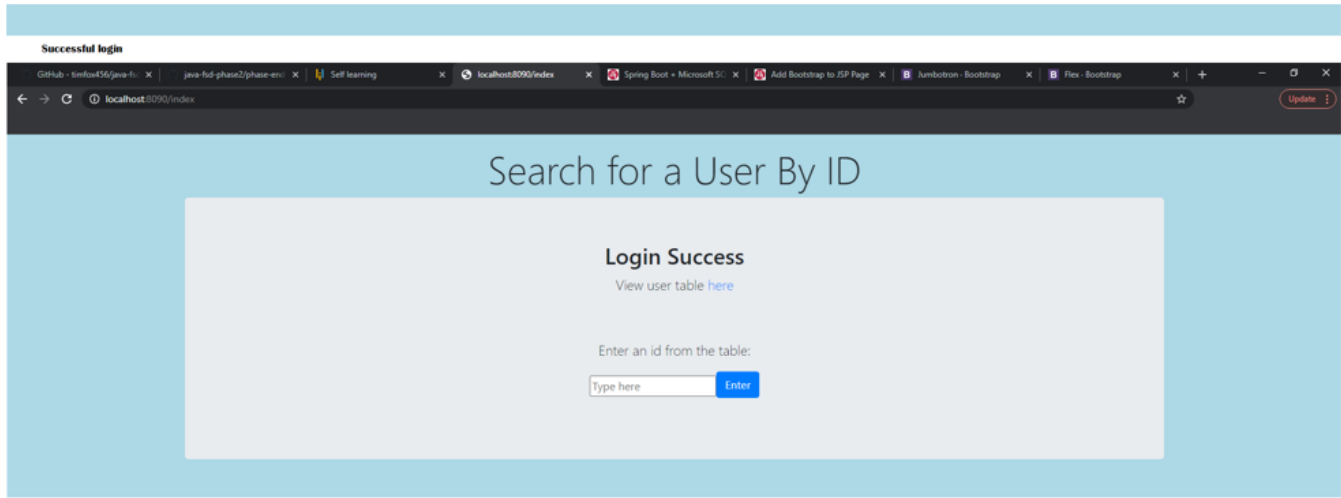 Successful login
GitHub - timfox456/java-fs
java-fsd-phase2/phase-end
Self learning
localhost:8090/index
Spring Boot + Microsoft SQ
Add Bootstrap to JSP Page
Jumbotron · Bootstrap
Flex · Bootstrap
localhost:8090/index
Update
Search for a User By ID
Login Success
View user table here
Enter an id from the table:
Type here Enter